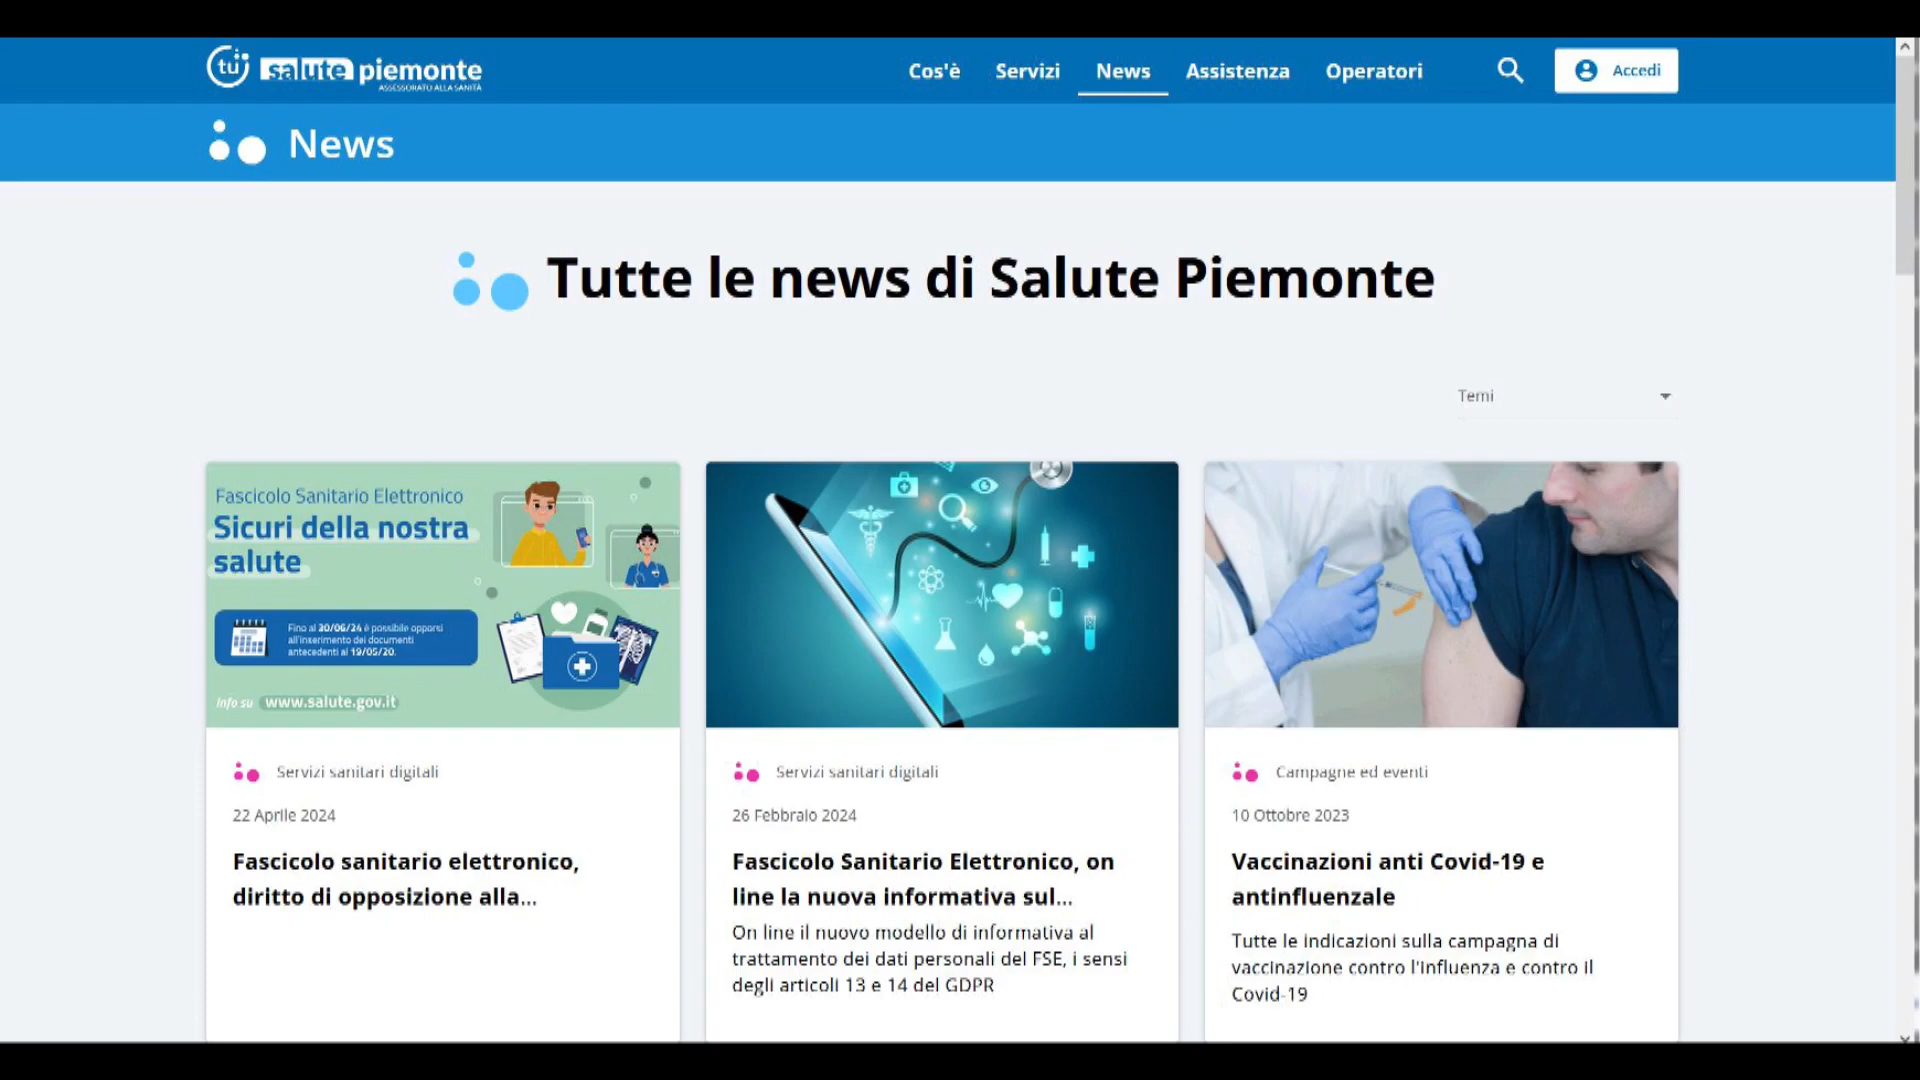 tu salute piemonte
ASSESSORATO ALLA SANITÀ
Cos'è
Servizi
News
Assistenza
Operatori
Accedi
News
Tutte le news di Salute Piemonte
Temi
Fascicolo Sanitario Elettronico
Sicuri della nostra
salute
Fino al 30/06/24 è possibile opporsi
all'inserimento dei documenti
antecedenti al 19/05/20.
Info su www.salute.gov.it
Servizi sanitari digitali
22 Aprile 2024
Fascicolo sanitario elettronico,
diritto di opposizione alla...
Servizi sanitari digitali
26 Febbraio 2024
Fascicolo Sanitario Elettronico, on
line la nuova informativa sul...
On line il nuovo modello di informativa al
trattamento dei dati personali del FSE, i sensi
degli articoli 13 e 14 del GDPR
Campagne ed eventi
10 Ottobre 2023
Vaccinazioni anti Covid-19 e
antinfluenzale
Tutte le indicazioni sulla campagna di
vaccinazione contro l'influenza e contro il
Covid-19